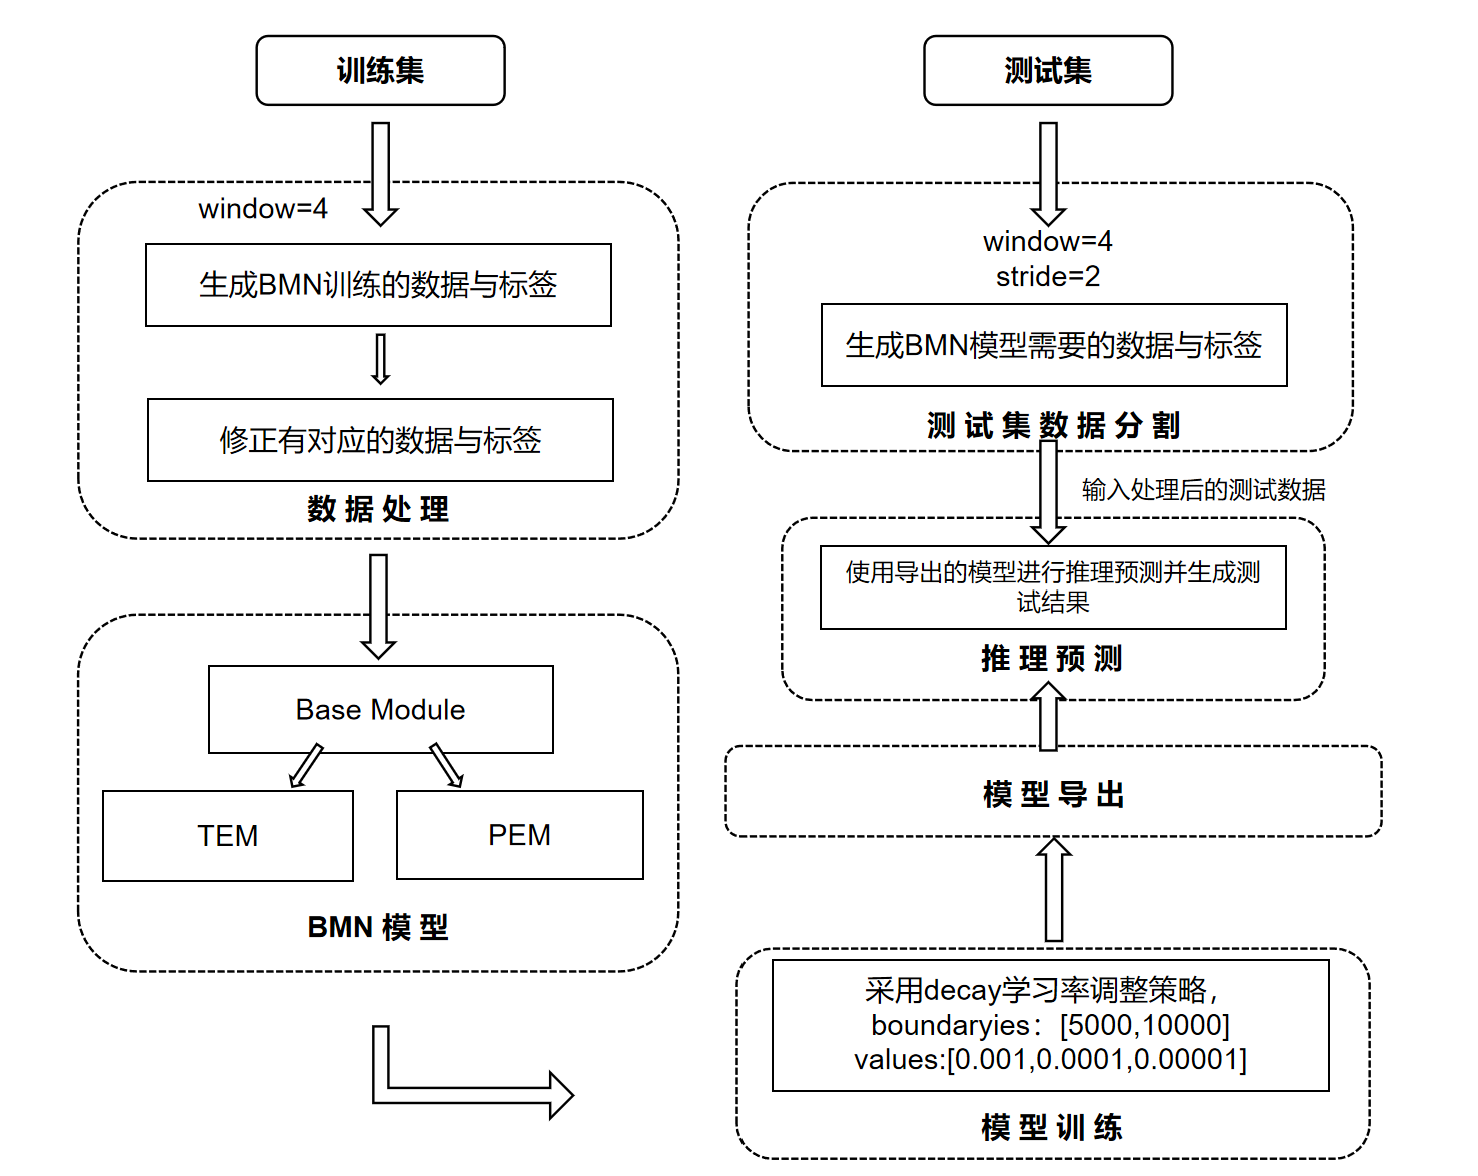 训练集
window=4
生成BMN训练的数据与标签
修正有对应的数据与标签
数据处理
Base Module
TEM
PEM
BMN 模型
测试集
window=4
stride=2
生成BMN模型需要的数据与标签
测试集数据分割
输入处理后的测试数据
使用导出的模型进行推理预测并生成测
试结果
推理预测
模型导出
采用decay学习率调整策略，
boundaryies：[5000,10000]
values:[0.001,0.0001,0.00001]
模型训练